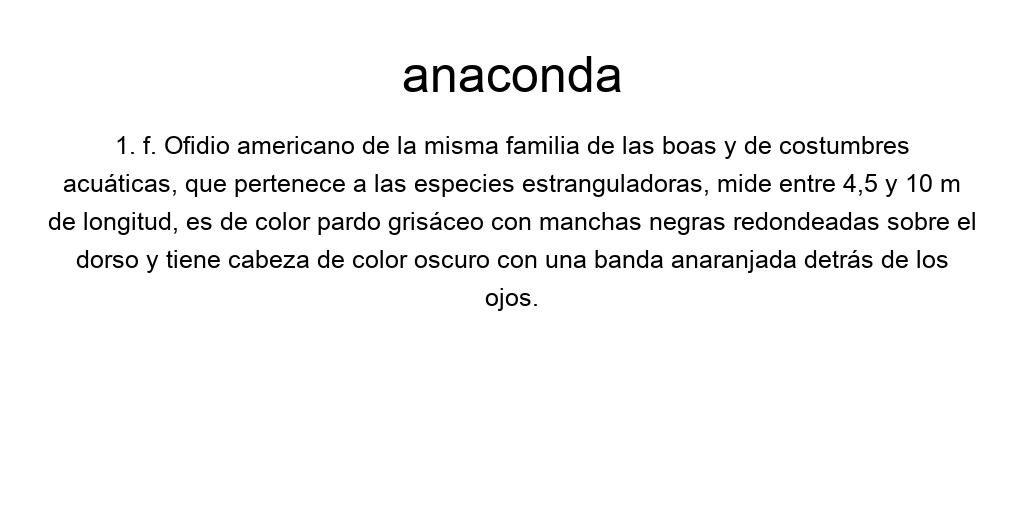 anaconda
1. f. Ofidio americano de la misma familia de las boas y de costumbres
acuáticas, que pertenece a las especies estranguladoras, mide entre 4,5 y 10 m
de longitud, es de color pardo grisáceo con manchas negras redondeadas sobre el
dorso y tiene cabeza de color oscuro con una banda anaranjada detrás de los
ojos.